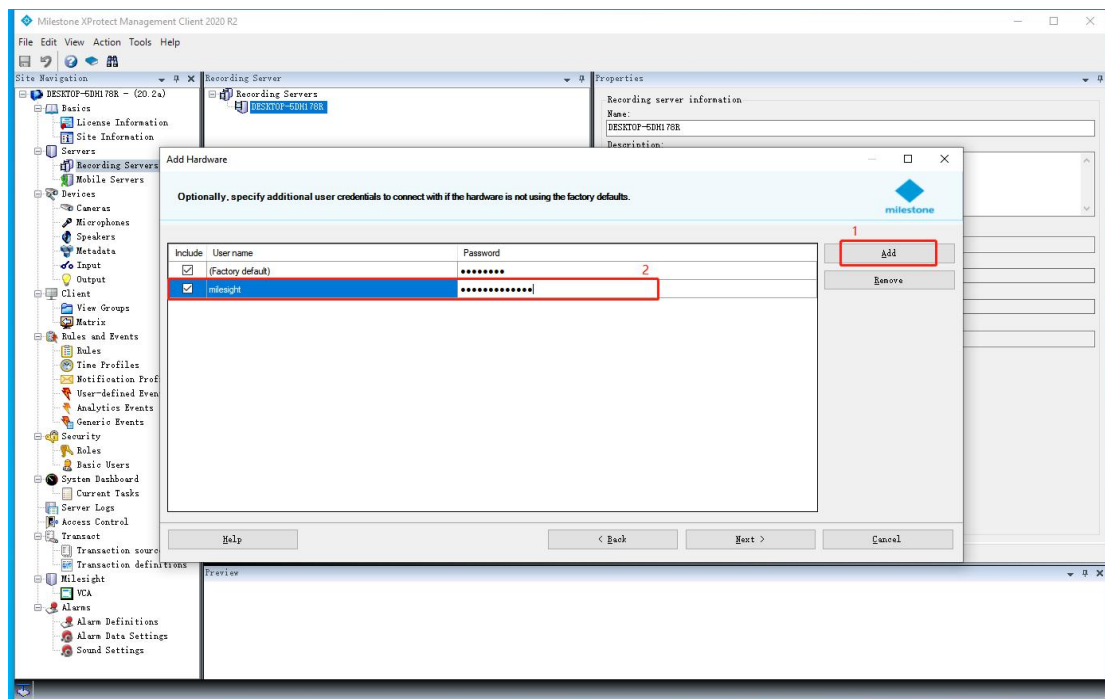 Milestone XProtect Management Client 2020 R2
File Edit View Action Tools Help
Site Navigation
DESKTOP-5DH178R - (20.2a)
Basics
License Information
Site Information
Servers
Recording Servers
Mobile Servers
Devices
Cameras
Microphones
Speakers
Metadata
Input
Output
Client
View Groups
Matrix
Rules and Events
Rules
Time Profiles
Notification Prof
User-defined Even
Analytics Events
Generic Events
Security
Roles
Basic Users
System Dashboard
Current Tasks
Server Logs
Access Control
Transact
Transaction sourc
Transaction definitions
Milesight
VCA
Alarms
Alarm Definitions
Alarm Data Settings
Sound Settings
Recording Server
Recording Servers
DESKTOP-5DH178R
Properties
Recording server information
Name:
DESKTOP-5DH178R
Description:
Add Hardware
Optionally, specify additional user credentials to connect with if the hardware is not using the factory defaults.
milestone
Include User name Password
(Factory default) ●●●●●●●●
milesight ●●●●●●●●●●●●●
1
2
Add
Remove
Help
< Back
Next >
Cancel
Preview